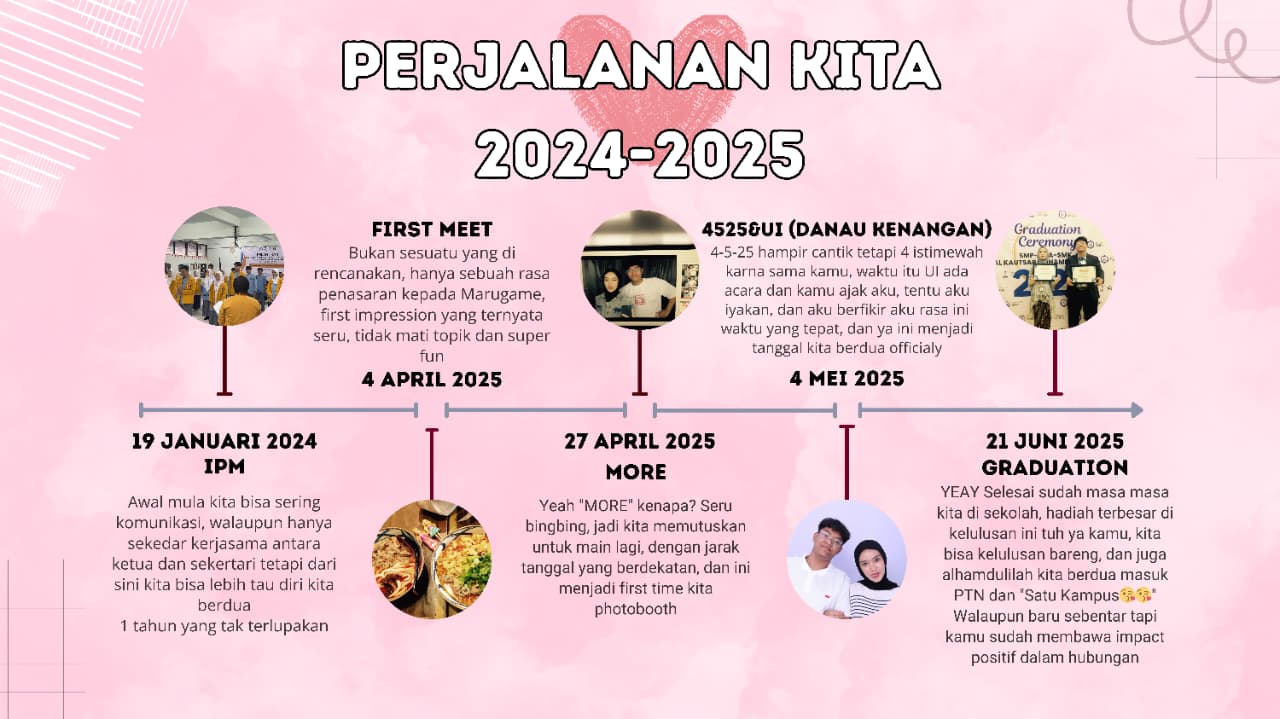 PERJALANAN KITA
2024-2025
FIRST MEET
Bukan sesuatu yang di
rencanakan, hanya sebuah rasa
penasaran kepada Marugame,
first impression yang ternyata
seru, tidak mati topik dan super
fun
4 APRIL 2025
4525&UI (DANAU KENANGAN)
4-5-25 hampir cantik tetapi 4 istimewah
karna sama kamu, waktu itu UI ada
acara dan kamu ajak aku, tentu aku
iyakan, dan aku berfikir aku rasa ini
waktu yang tepat, dan ya ini menjadi
tanggal kita berdua officialy
4 MEI 2025
Graduation
Ceremony
19 JANUARI 2024
IPM
Awal mula kita bisa sering
komunikasi, walaupun hanya
sekedar kerjasama antara
ketua dan sekertari tetapi dari
sini kita bisa lebih tau diri kita
berdua
1 tahun yang tak terlupakan
27 APRIL 2025
MORE
Yeah "MORE" kenapa? Seru
bingbing, jadi kita memutuskan
untuk main lagi, dengan jarak
tanggal yang berdekatan, dan ini
menjadi first time kita
photobooth
21 JUNI 2025
GRADUATION
YEAY Selesai sudah masa masa
kita di sekolah, hadiah terbesar di
kelulusan ini tuh ya kamu, kita
bisa kelulusan bareng, dan juga
alhamdulilah kita berdua masuk
PTN dan "Satu Kampus😘😘"
Walaupun baru sebentar tapi
kamu sudah membawa impact
positif dalam hubungan